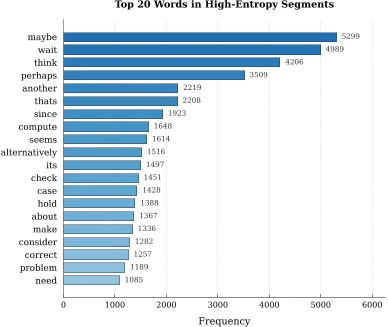 Top 20 Words in High-Entropy Segments
maybe 5299
wait 4989
think 4206
perhaps 3509
another 2219
thats 2208
since 1923
compute 1648
seems 1614
alternatively 1516
its 1497
check 1451
case 1428
hold 1388
about 1367
make 1336
consider 1282
correct 1257
problem 1189
need 1085
0 1000 2000 3000 4000 5000 6000
Frequency